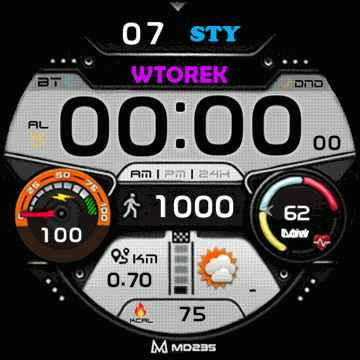 07 STY
WTOREK
BT DND
00:00 00
AL
AM | PM | 24H
0 25 50 75 100
100
1000
62
KM
0.70
KCAL 75 -
MD235